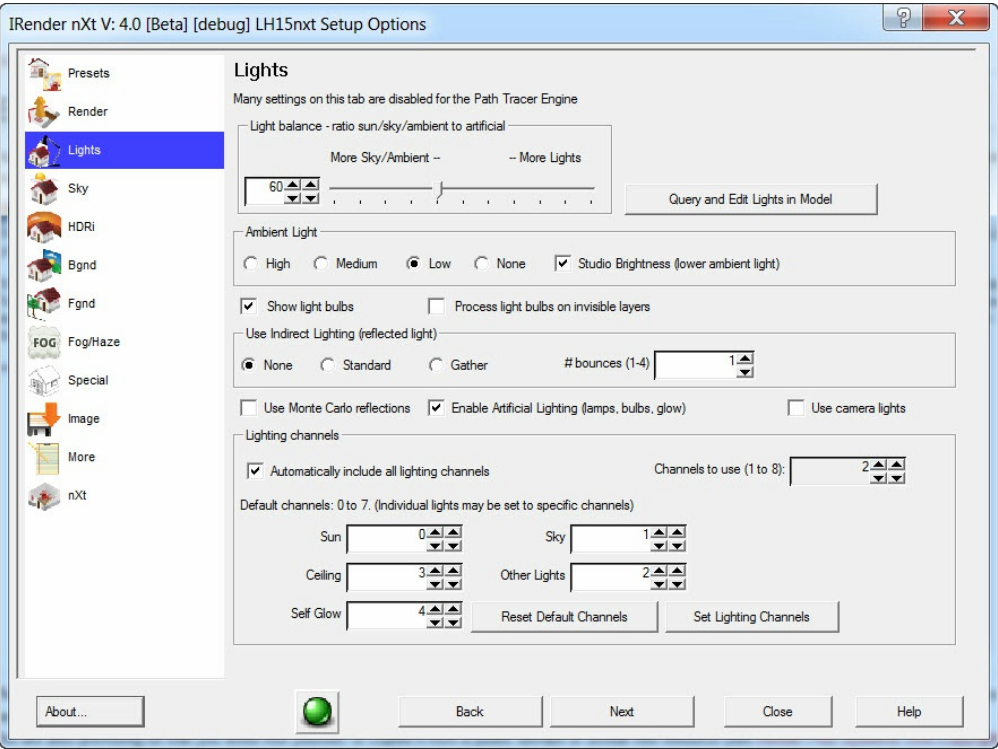 IRender nXt V: 4.0 [Beta] [debug] LH15nxt Setup Options
?
X
Presets
Render
Lights
Sky
HDRi
Bgnd
Fgnd
FOG Fog/Haze
Special
Image
More
nXt
Lights
Many settings on this tab are disabled for the Path Tracer Engine
Light balance - ratio sun/sky/ambient to artificial
More Sky/Ambient -- -- More Lights
60
Query and Edit Lights in Model
Ambient Light
High Medium Low None Studio Brightness (lower ambient light)
Show light bulbs Process light bulbs on invisible layers
Use Indirect Lighting (reflected light)
None Standard Gather # bounces (1-4) 1
Use Monte Carlo reflections Enable Artificial Lighting (lamps, bulbs, glow) Use camera lights
Lighting channels
Automatically include all lighting channels Channels to use (1 to 8): 2
Default channels: 0 to 7. (Individual lights may be set to specific channels)
Sun 0 Sky 1
Ceiling 3 Other Lights 2
Self Glow 4 Reset Default Channels Set Lighting Channels
About... Back Next Close Help